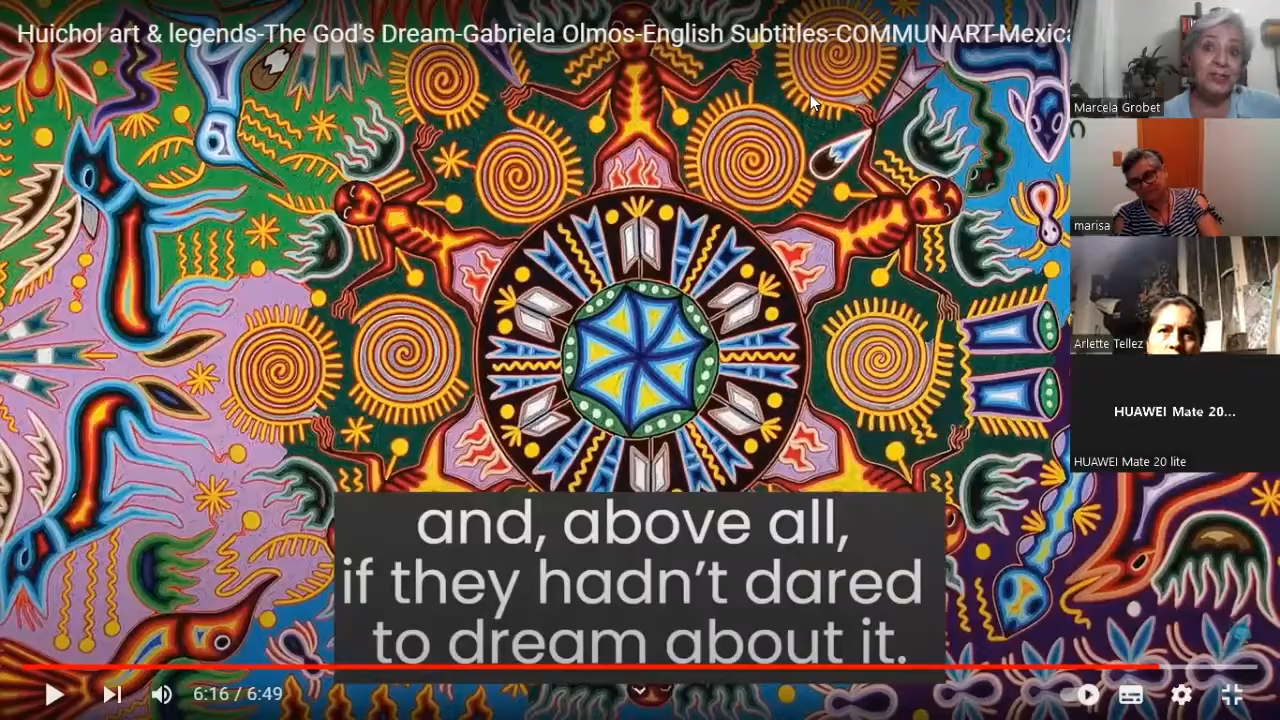 Huichol art & legends-The God's Dream-Gabriela Olmos-English Subtitles-COMMUNART-Mexica
Marcela Grobet
marisa
Arlette Tellez
HUAWEI Mate 20...
HUAWEI Mate 20 lite
and, above all,
if they hadn't dared
to dream about it.
6:16 / 6:49